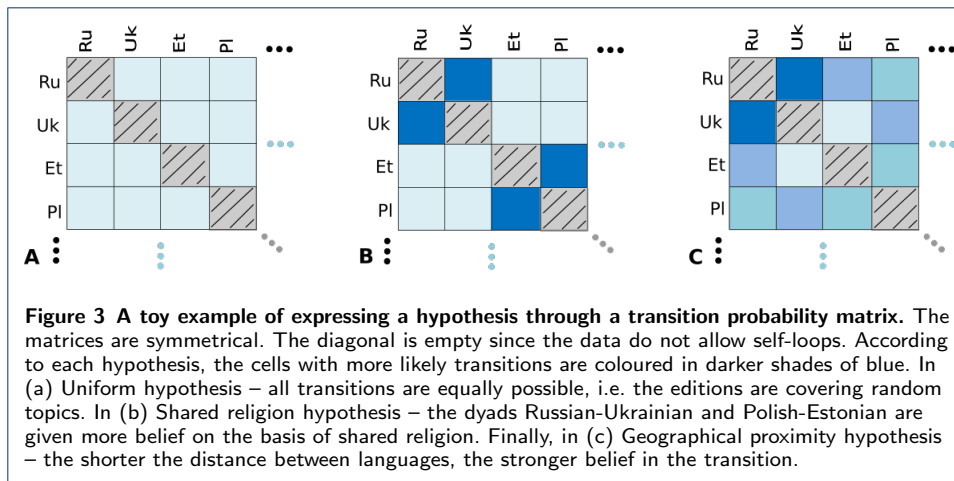 Ru Uk Et Pl
Ru
Uk
Et
Pl
A
Ru Uk Et Pl
Ru
Uk
Et
Pl
B
Ru Uk Et Pl
Ru
Uk
Et
Pl
C
Figure 3 A toy example of expressing a hypothesis through a transition probability matrix. The
matrices are symmetrical. The diagonal is empty since the data do not allow self-loops. According
to each hypothesis, the cells with more likely transitions are coloured in darker shades of blue. In
(a) Uniform hypothesis – all transitions are equally possible, i.e. the editions are covering random
topics. In (b) Shared religion hypothesis – the dyads Russian-Ukrainian and Polish-Estonian are
given more belief on the basis of shared religion. Finally, in (c) Geographical proximity hypothesis
– the shorter the distance between languages, the stronger belief in the transition.